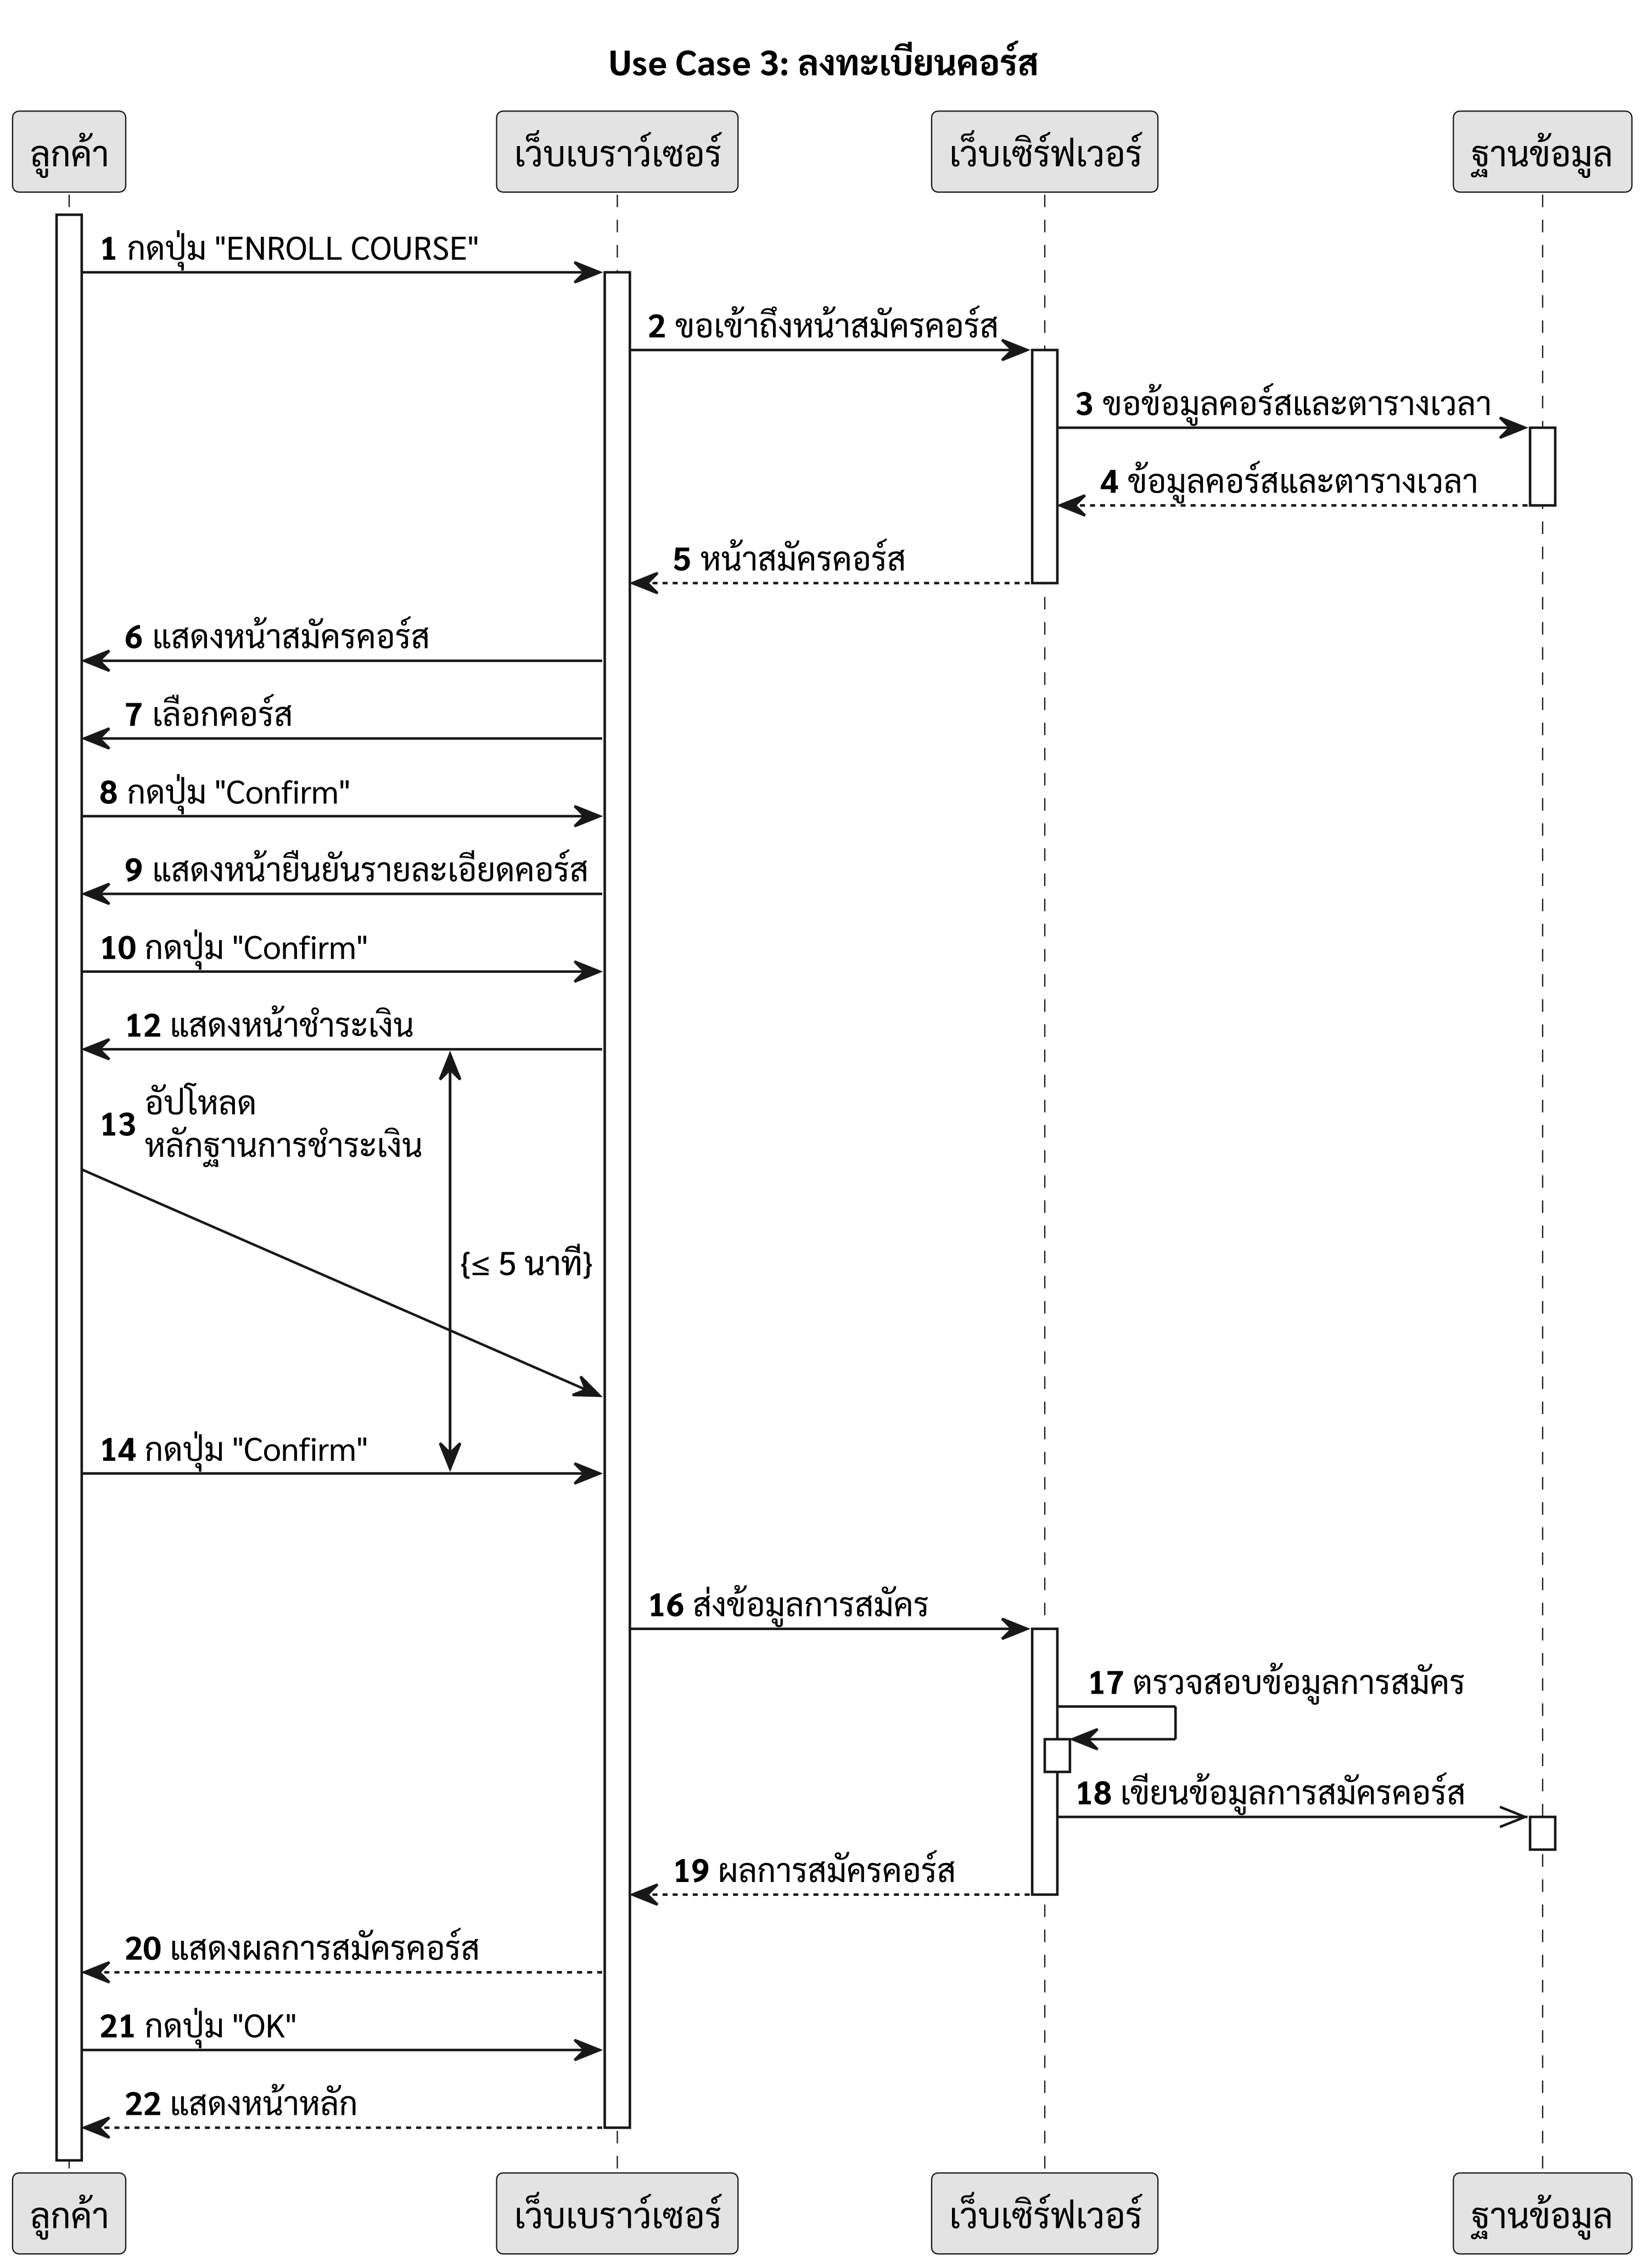 Use Case 3: ลงทะเบียนคอร์ส
ลูกค้า
เว็บเบราว์เซอร์
เว็บเซิร์ฟเวอร์
ฐานข้อมูล
1 กดปุ่ม "ENROLL COURSE"
2 ขอเข้าถึงหน้าสมัครคอร์ส
3 ขอข้อมูลคอร์สและตารางเวลา
4 ข้อมูลคอร์สและตารางเวลา
5 หน้าสมัครคอร์ส
6 แสดงหน้าสมัครคอร์ส
7 เลือกคอร์ส
8 กดปุ่ม "Confirm"
9 แสดงหน้ายืนยันรายละเอียดคอร์ส
10 กดปุ่ม "Confirm"
12 แสดงหน้าชำระเงิน
13 อัปโหลด
หลักฐานการชำระเงิน
{≤ 5 นาที}
14 กดปุ่ม "Confirm"
16 ส่งข้อมูลการสมัคร
17 ตรวจสอบข้อมูลการสมัคร
18 เขียนข้อมูลการสมัครคอร์ส
19 ผลการสมัครคอร์ส
20 แสดงผลการสมัครคอร์ส
21 กดปุ่ม "OK"
22 แสดงหน้าหลัก
ลูกค้า
เว็บเบราว์เซอร์
เว็บเซิร์ฟเวอร์
ฐานข้อมูล